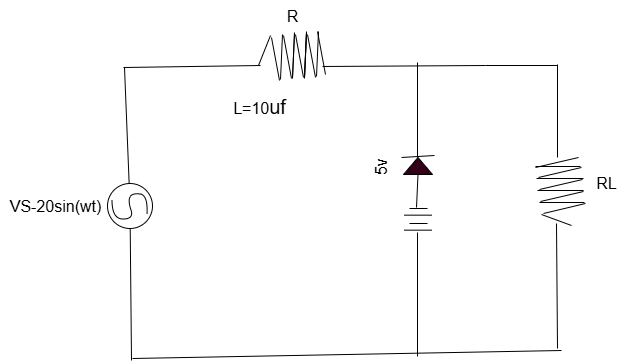 R
L=10uf
5v
VS-20sin(wt)
RL